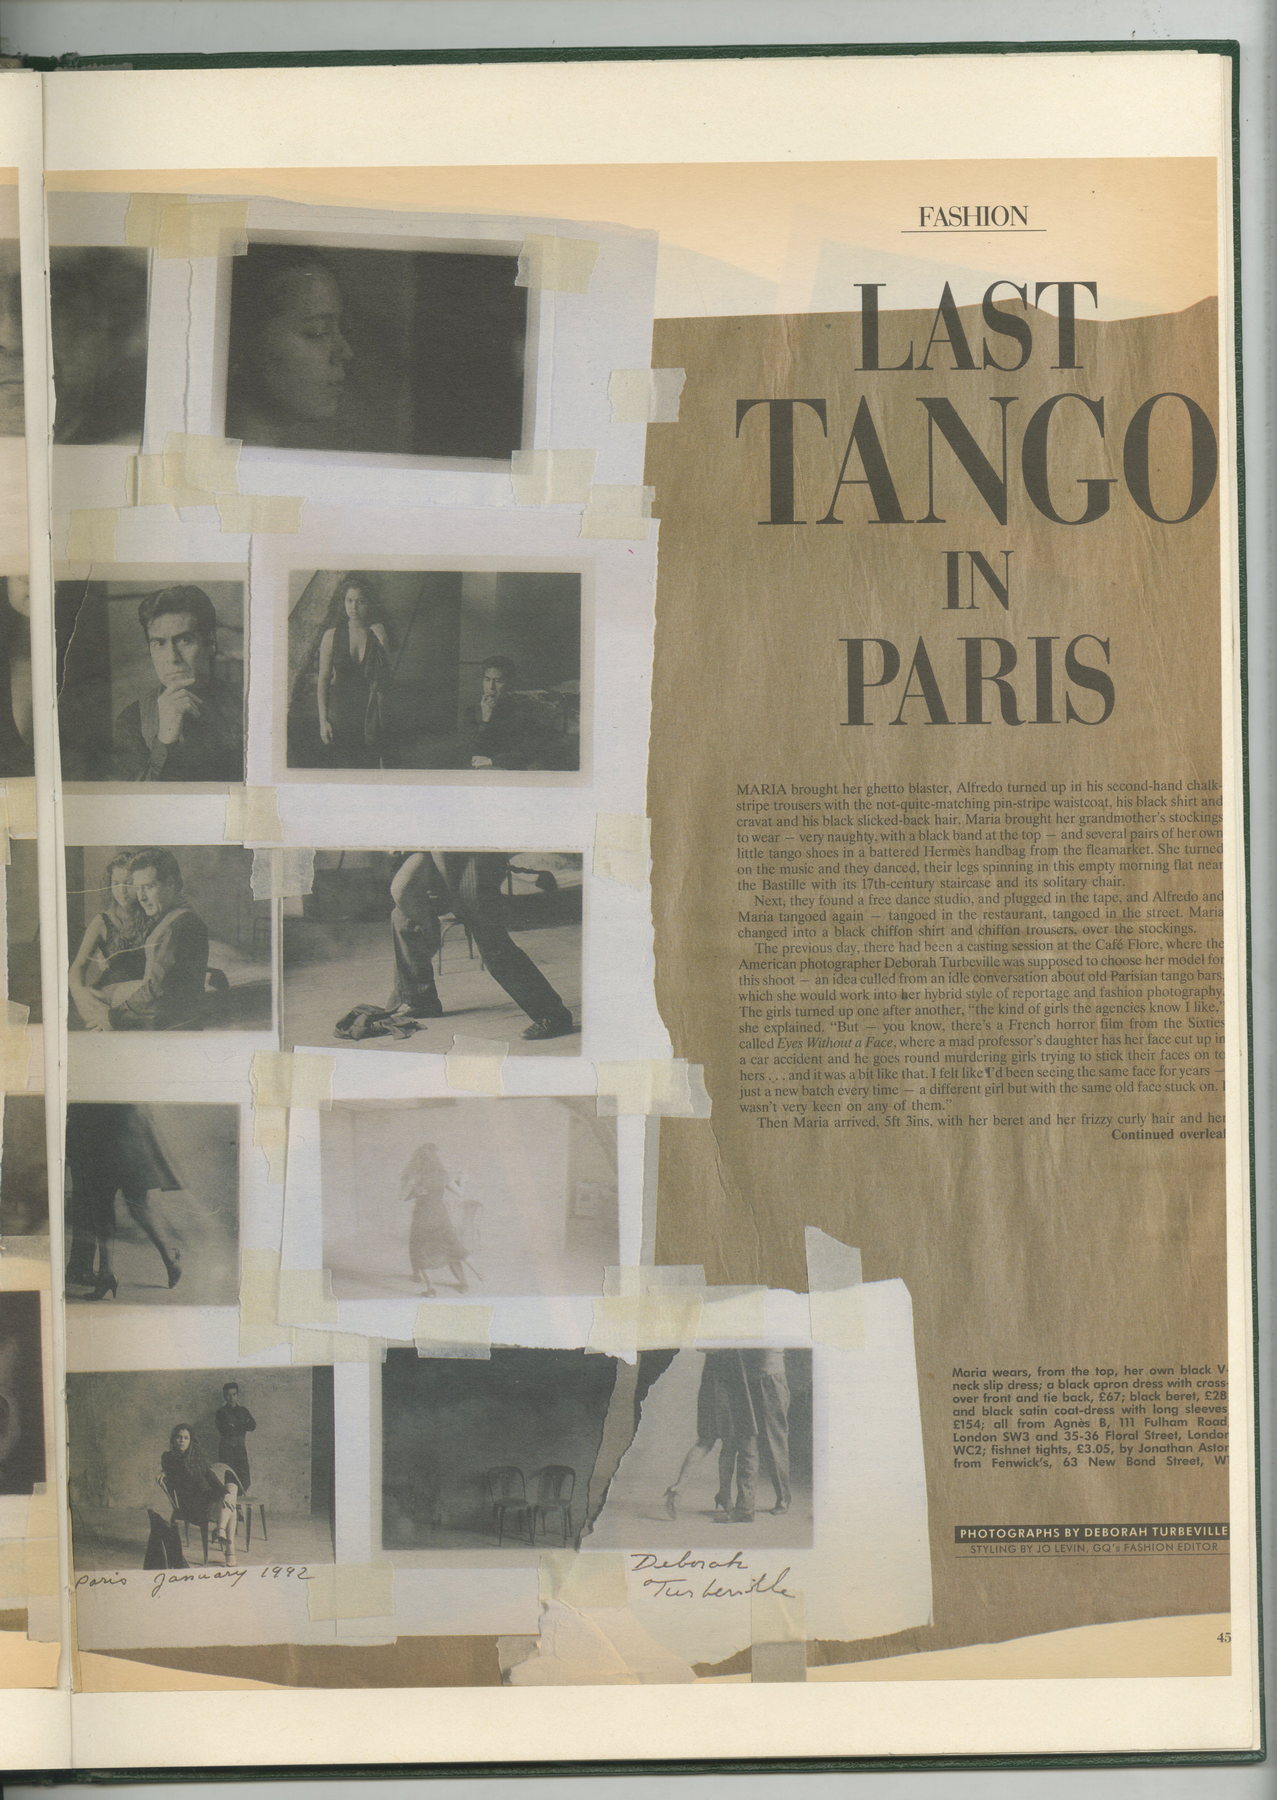 FASHION
LAST
TANGO
IN
PARIS
MARIA brought her ghetto blaster, Alfredo turned up in his second-hand chalk-
stripe trousers with the not-quite-matching pin-stripe waistcoat, his black shirt and
cravat and his black slicked-back hair. Maria brought her grandmother's stockings
to wear — very naughty, with a black band at the top — and several pairs of her own
little tango shoes in a battered Hermès handbag from the fleamarket. She turned
on the music and they danced, their legs spinning in this empty morning flat near
the Bastille with its 17th-century staircase and its solitary chair.
Next, they found a free dance studio, and plugged in the tape, and Alfredo and
Maria tangoed again — tangoed in the restaurant, tangoed in the street. Maria
changed into a black chiffon shirt and chiffon trousers, over the stockings.
The previous day, there had been a casting session at the Café Flore, where the
American photographer Deborah Turbeville was supposed to choose her model for
this shoot — an idea culled from an idle conversation about old Parisian tango bars,
which she would work into her hybrid style of reportage and fashion photography.
The girls turned up one after another, "the kind of girls the agencies know I like,"
she explained. "But — you know, there's a French horror film from the Sixties
called Eyes Without a Face, where a mad professor's daughter has her face cut up in
a car accident and he goes round murdering girls trying to stick their faces on to
hers . . . and it was a bit like that. I felt like I'd been seeing the same face for years —
just a new batch every time — a different girl but with the same old face stuck on. I
wasn't very keen on any of them."
Then Maria arrived, 5ft 3ins, with her beret and her frizzy curly hair and her
Continued overleaf
Maria wears, from the top, her own black V-
neck slip dress; a black apron dress with cross-
over front and tie back, £67; black beret, £28
and black satin coat-dress with long sleeves
£154; all from Agnès B, 111 Fulham Road,
London SW3 and 35-36 Floral Street, London
WC2; fishnet tights, £3.05, by Jonathan Aston
from Fenwick's, 63 New Bond Street, W1
PHOTOGRAPHS BY DEBORAH TURBEVILLE
STYLING BY JO LEVIN, GQ's FASHION EDITOR
Paris January 1992
Deborah
Turbeville
45